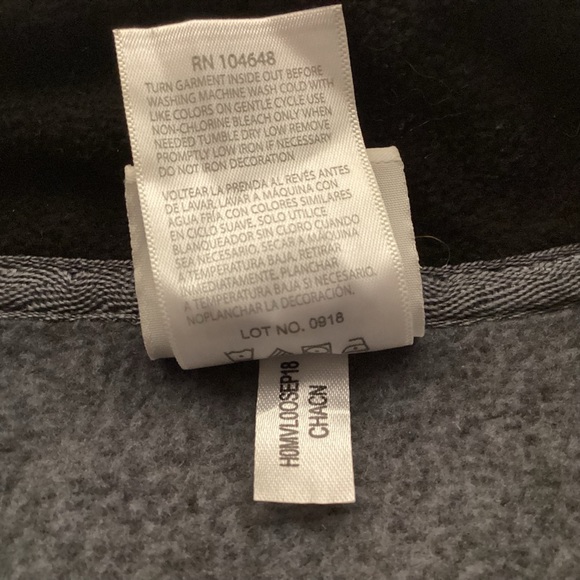 RN 104648
TURN GARMENT INSIDE OUT BEFORE
WASHING MACHINE WASH COLD WITH
LIKE COLORS ON GENTLE CYCLE USE
NON-CHLORINE BLEACH ONLY WHEN
NEEDED TUMBLE DRY LOW REMOVE
PROMPTLY LOW IRON IF NECESSARY
DO NOT IRON DECORATION
VOLTEAR LA PRENDA AL REVÉS ANTES
DE LAVAR, LAVAR A MÁQUINA CON
AGUA FRÍA CON COLORES SIMILARES
EN CICLO SUAVE, SOLO UTILICE
BLANQUEADOR SIN CLORO CUANDO
SEA NECESARIO, SECAR A MÁQUINA
A TEMPERATURA BAJA, RETIRAR
INMEDIATAMENTE, PLANCHAR
A TEMPERATURA BAJA SI NECESARIO.
NOPLANCHAR LA DECORACIÓN.
LOT NO. 0918
H0MVL0OSEP18
CHACN